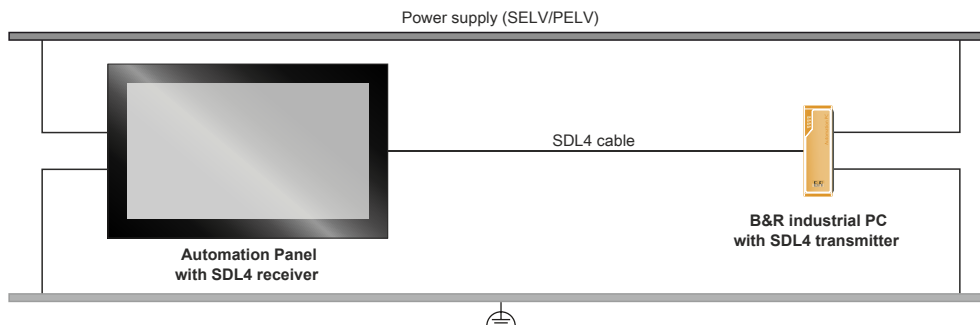 Power supply (SELV/PELV)
SDL4 cable
Automation Panel
with SDL4 receiver
B&R industrial PC
with SDL4 transmitter